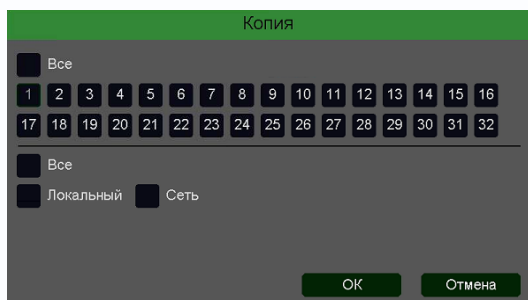 Копия
Все
1 2 3 4 5 6 7 8 9 10 11 12 13 14 15 16
17 18 19 20 21 22 23 24 25 26 27 28 29 30 31 32
Все
Локальный Сеть
ОК Отмена